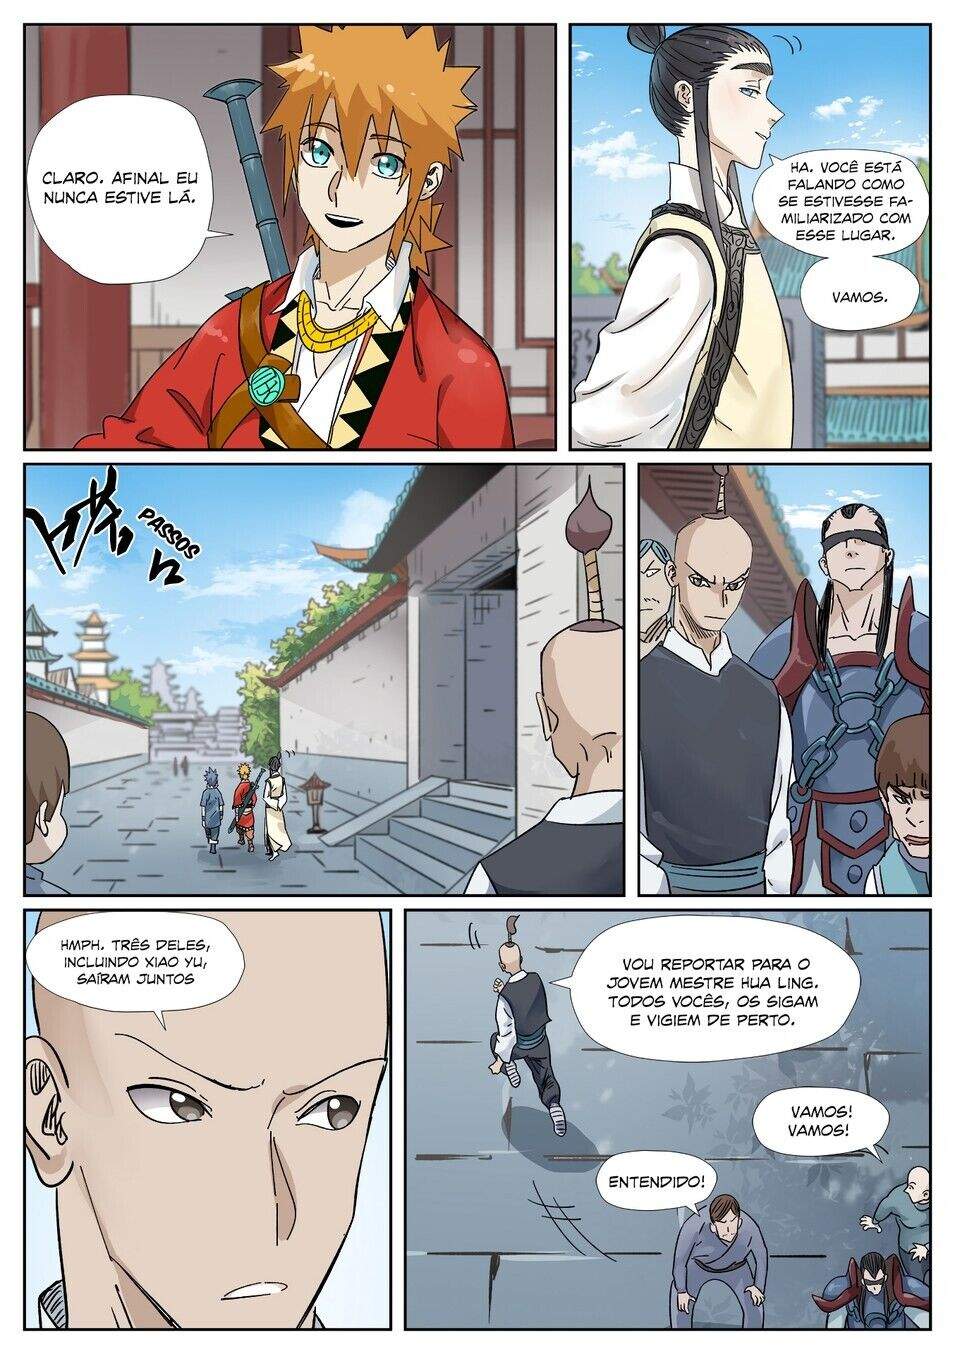 CLARO. AFINAL EU
NUNCA ESTIVE LÁ.
HA. VOCÊ ESTÁ
FALANDO COMO
SE ESTIVESSE FA-
MILIARIZADO COM
ESSE LUGAR.
VAMOS.
PASSOS
HMPH. TRÊS DELES,
INCLUINDO XIAO YU,
SAÍRAM JUNTOS
VOU REPORTAR PARA O
JOVEM MESTRE HUA LING.
TODOS VOCÊS, OS SIGAM
E VIGIEM DE PERTO.
VAMOS!
VAMOS!
ENTENDIDO!